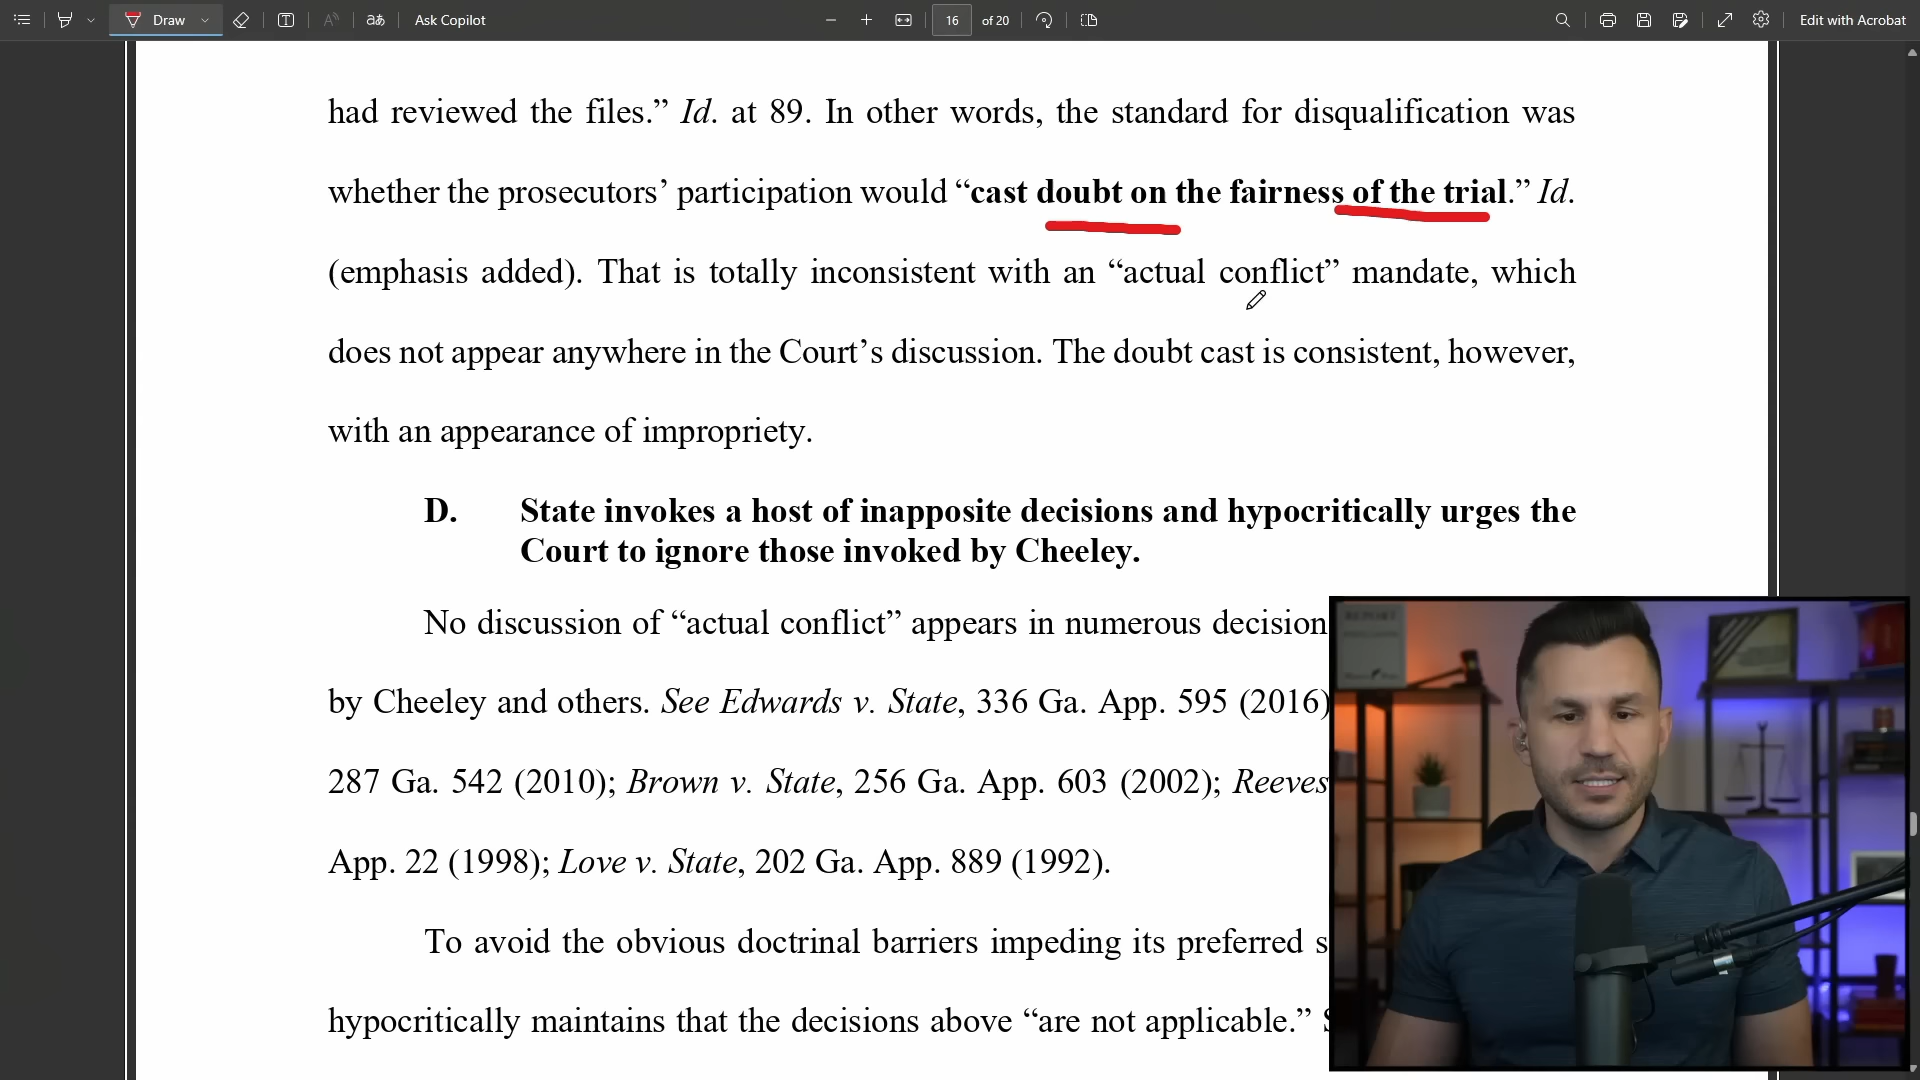 Draw
aあ
Ask Copilot
16
of 20
Edit with Acrobat
had reviewed the files.” Id. at 89. In other words, the standard for disqualification was
whether the prosecutors’ participation would “cast doubt on the fairness of the trial.” Id.
(emphasis added). That is totally inconsistent with an “actual conflict” mandate, which
does not appear anywhere in the Court’s discussion. The doubt cast is consistent, however,
with an appearance of impropriety.
D. State invokes a host of inapposite decisions and hypocritically urges the
Court to ignore those invoked by Cheeley.
No discussion of “actual conflict” appears in numerous decision
by Cheeley and others. See Edwards v. State, 336 Ga. App. 595 (2016)
287 Ga. 542 (2010); Brown v. State, 256 Ga. App. 603 (2002); Reeves
App. 22 (1998); Love v. State, 202 Ga. App. 889 (1992).
To avoid the obvious doctrinal barriers impeding its preferred s
hypocritically maintains that the decisions above “are not applicable.”